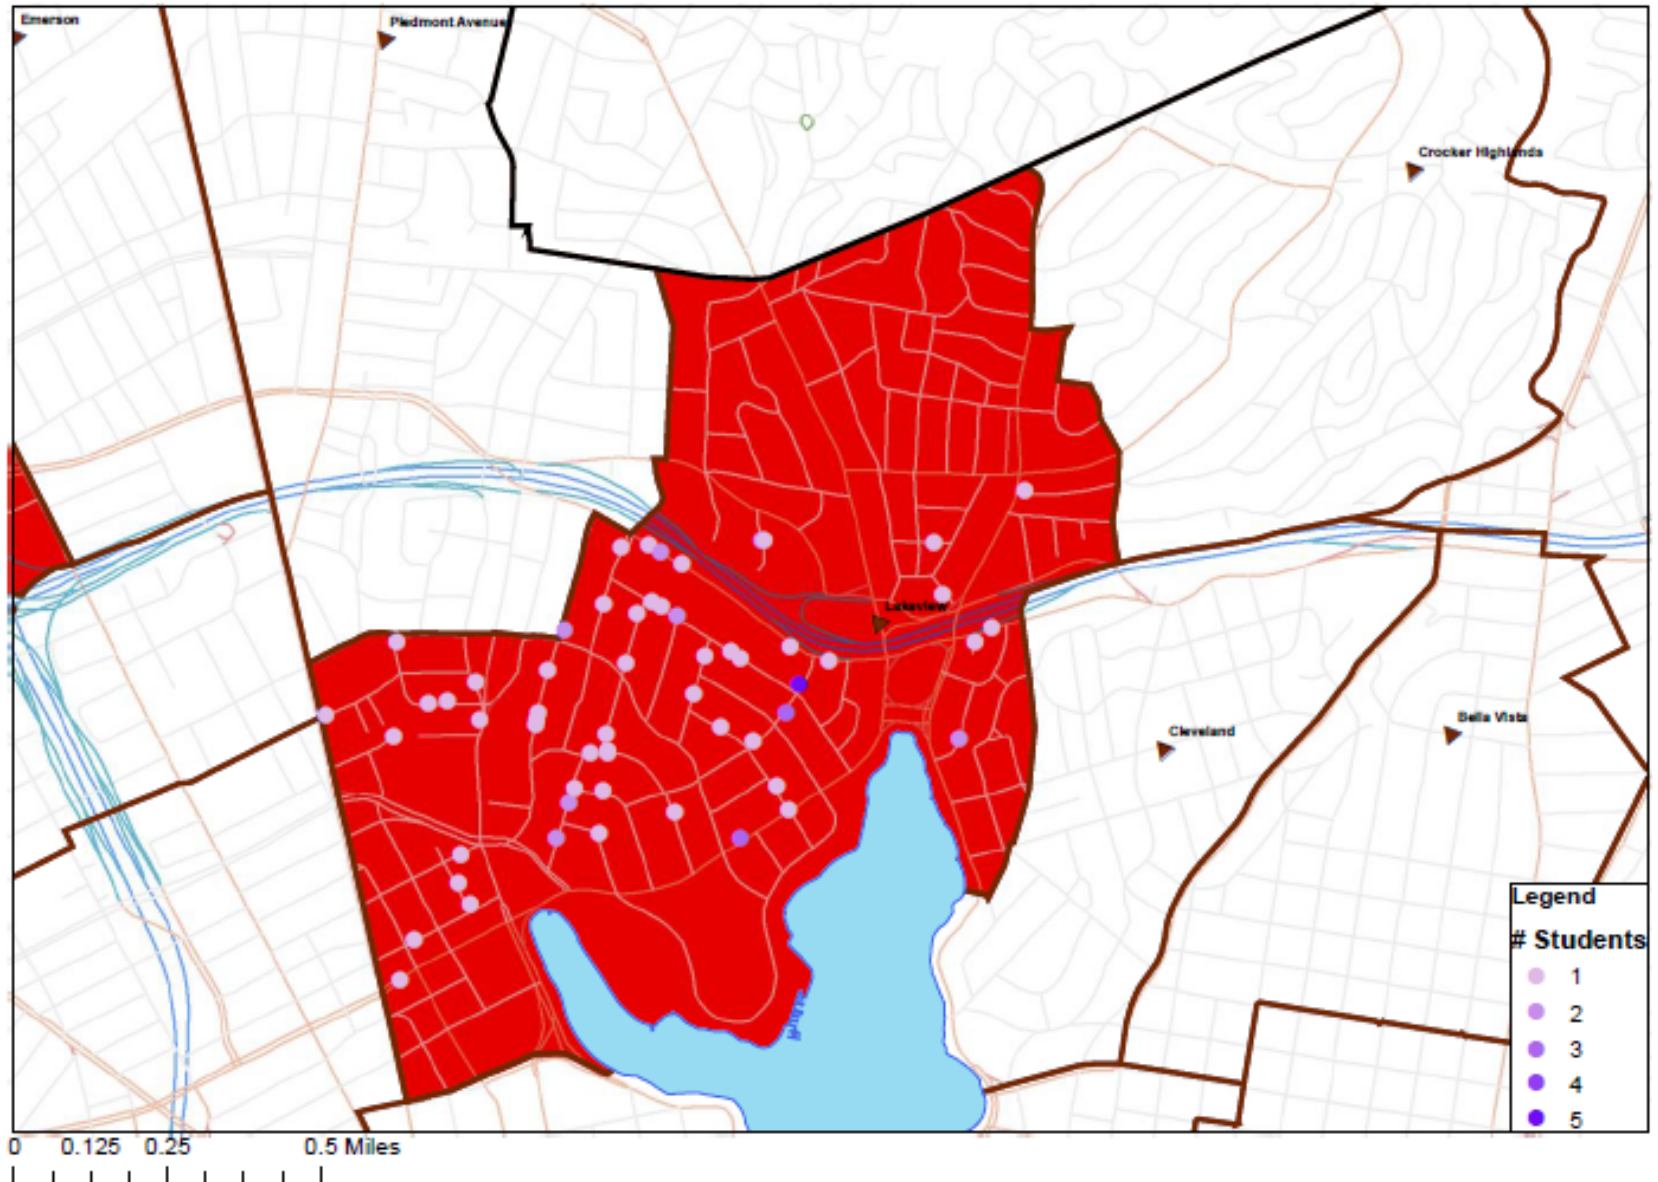 Emerson
Piedmont Avenue
Crocker Highlands
Lakeview
Cleveland
Bella Vista
Legend
# Students
1
2
3
4
5
0 0.125 0.25 0.5 Miles